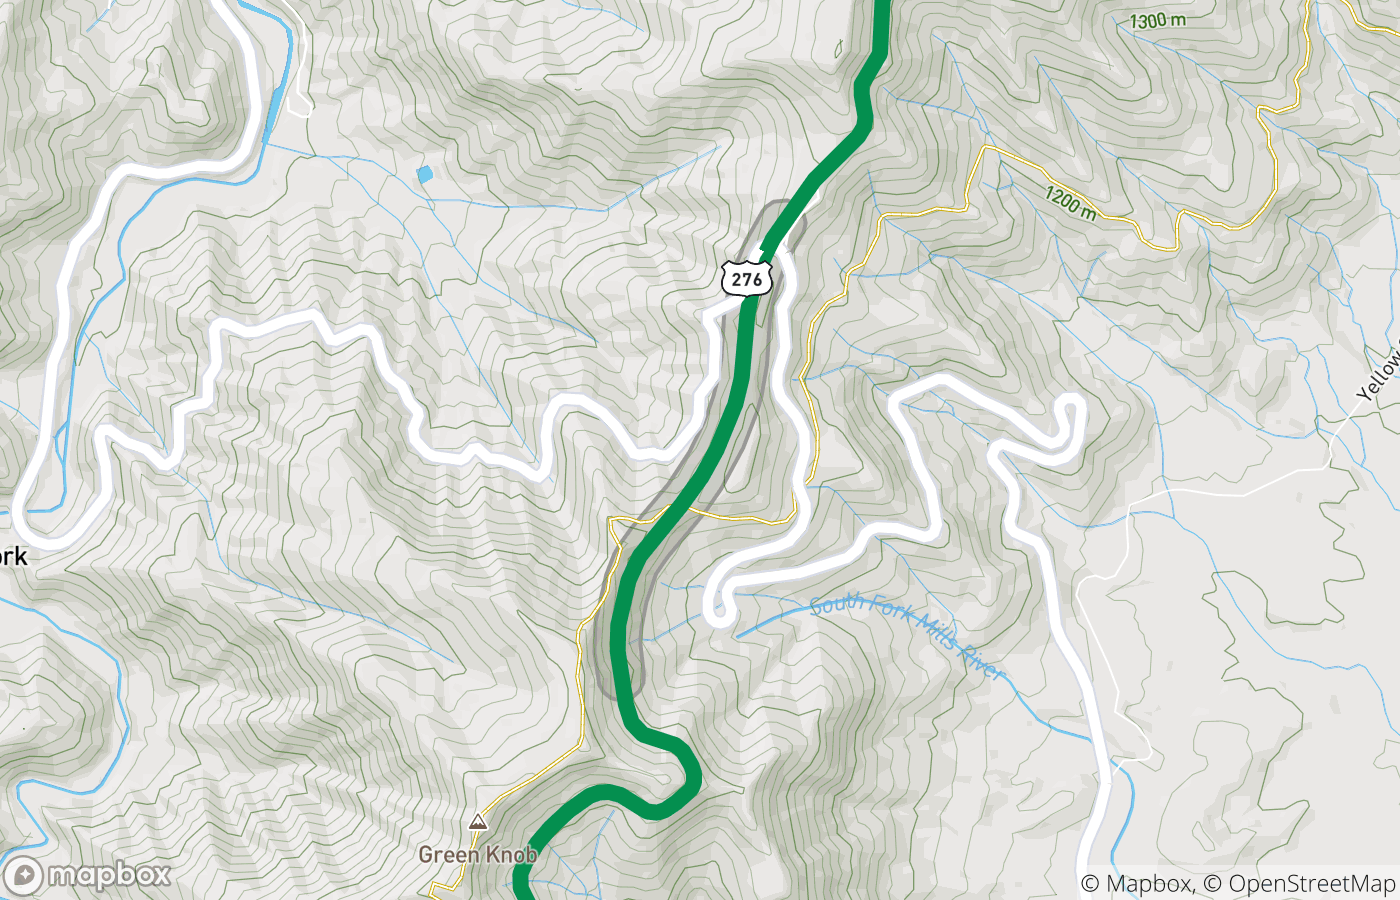 1300 m
1200 m
276
Yellow
ork
South Fork Mills River
Green Knob
mapbox
© Mapbox, © OpenStreetMap